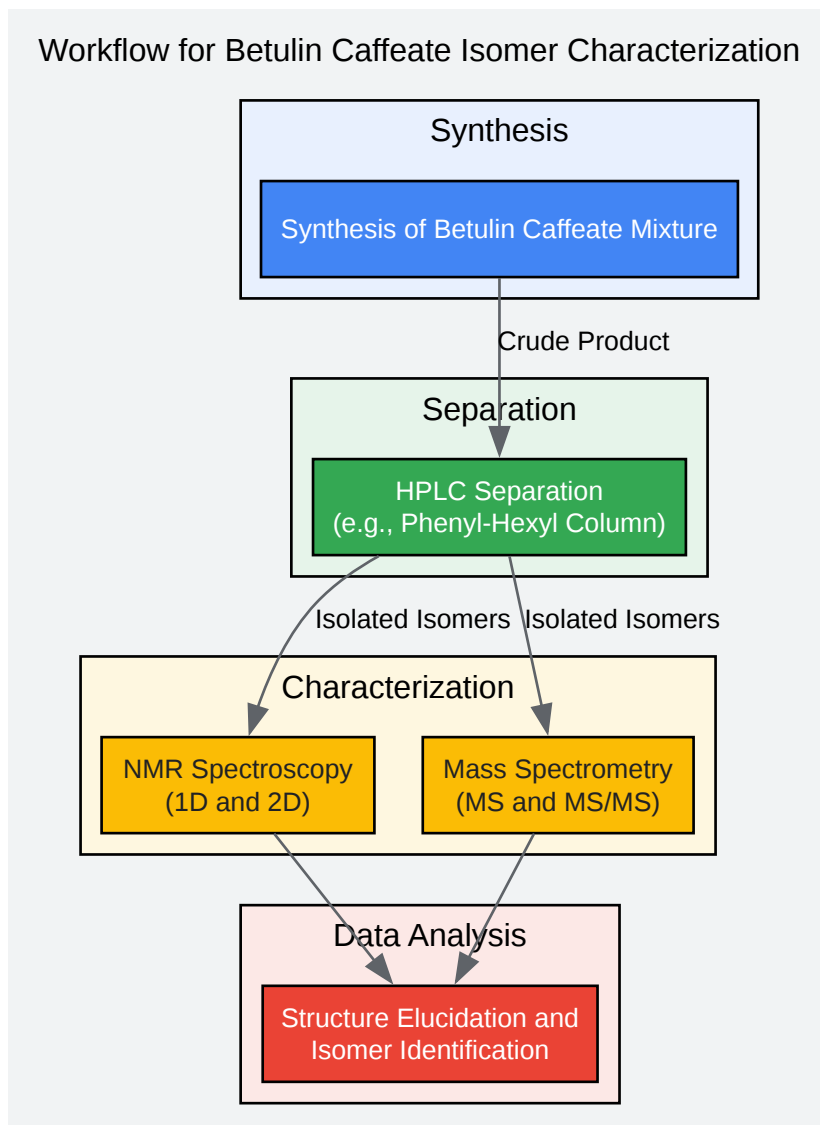 Workflow for Betulin Caffeate Isomer Characterization
Synthesis
Synthesis of Betulin Caffeate Mixture
Crude Product
Separation
HPLC Separation
(e.g., Phenyl-Hexyl Column)
Isolated Isomers
Isolated Isomers
Characterization
NMR Spectroscopy
(1D and 2D)
Mass Spectrometry
(MS and MS/MS)
Data Analysis
Structure Elucidation and
Isomer Identification